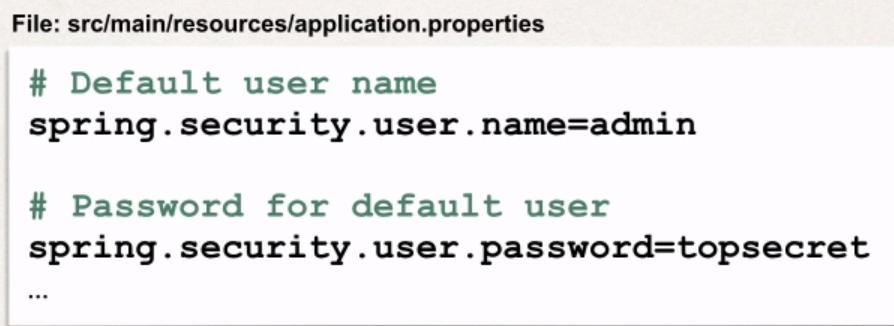 File: src/main/resources/application.properties
# Default user name
spring.security.user.name=admin
# Password for default user
spring.security.user.password=topsecret
...